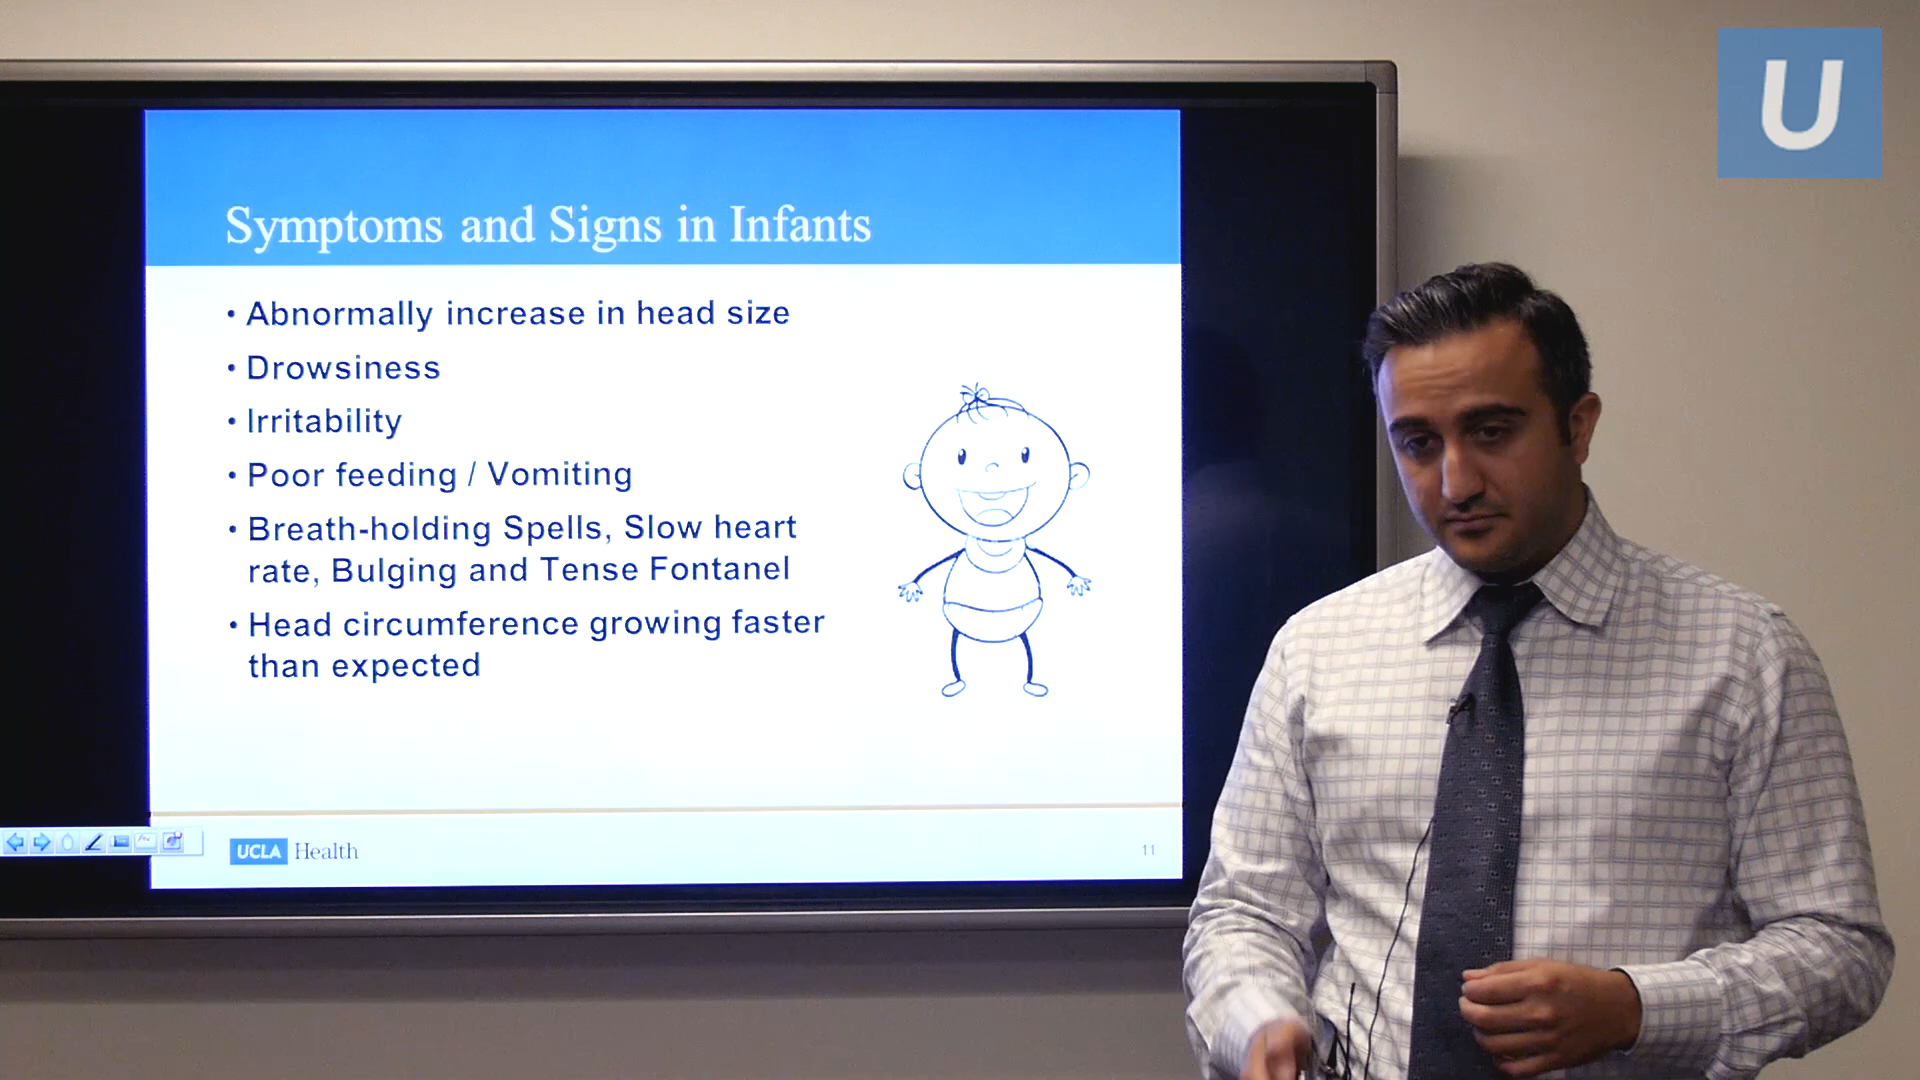 U
Symptoms and Signs in Infants
• Abnormally increase in head size
• Drowsiness
• Irritability
• Poor feeding / Vomiting
• Breath-holding Spells, Slow heart
rate, Bulging and Tense Fontanel
• Head circumference growing faster
than expected
UCLA Health
11